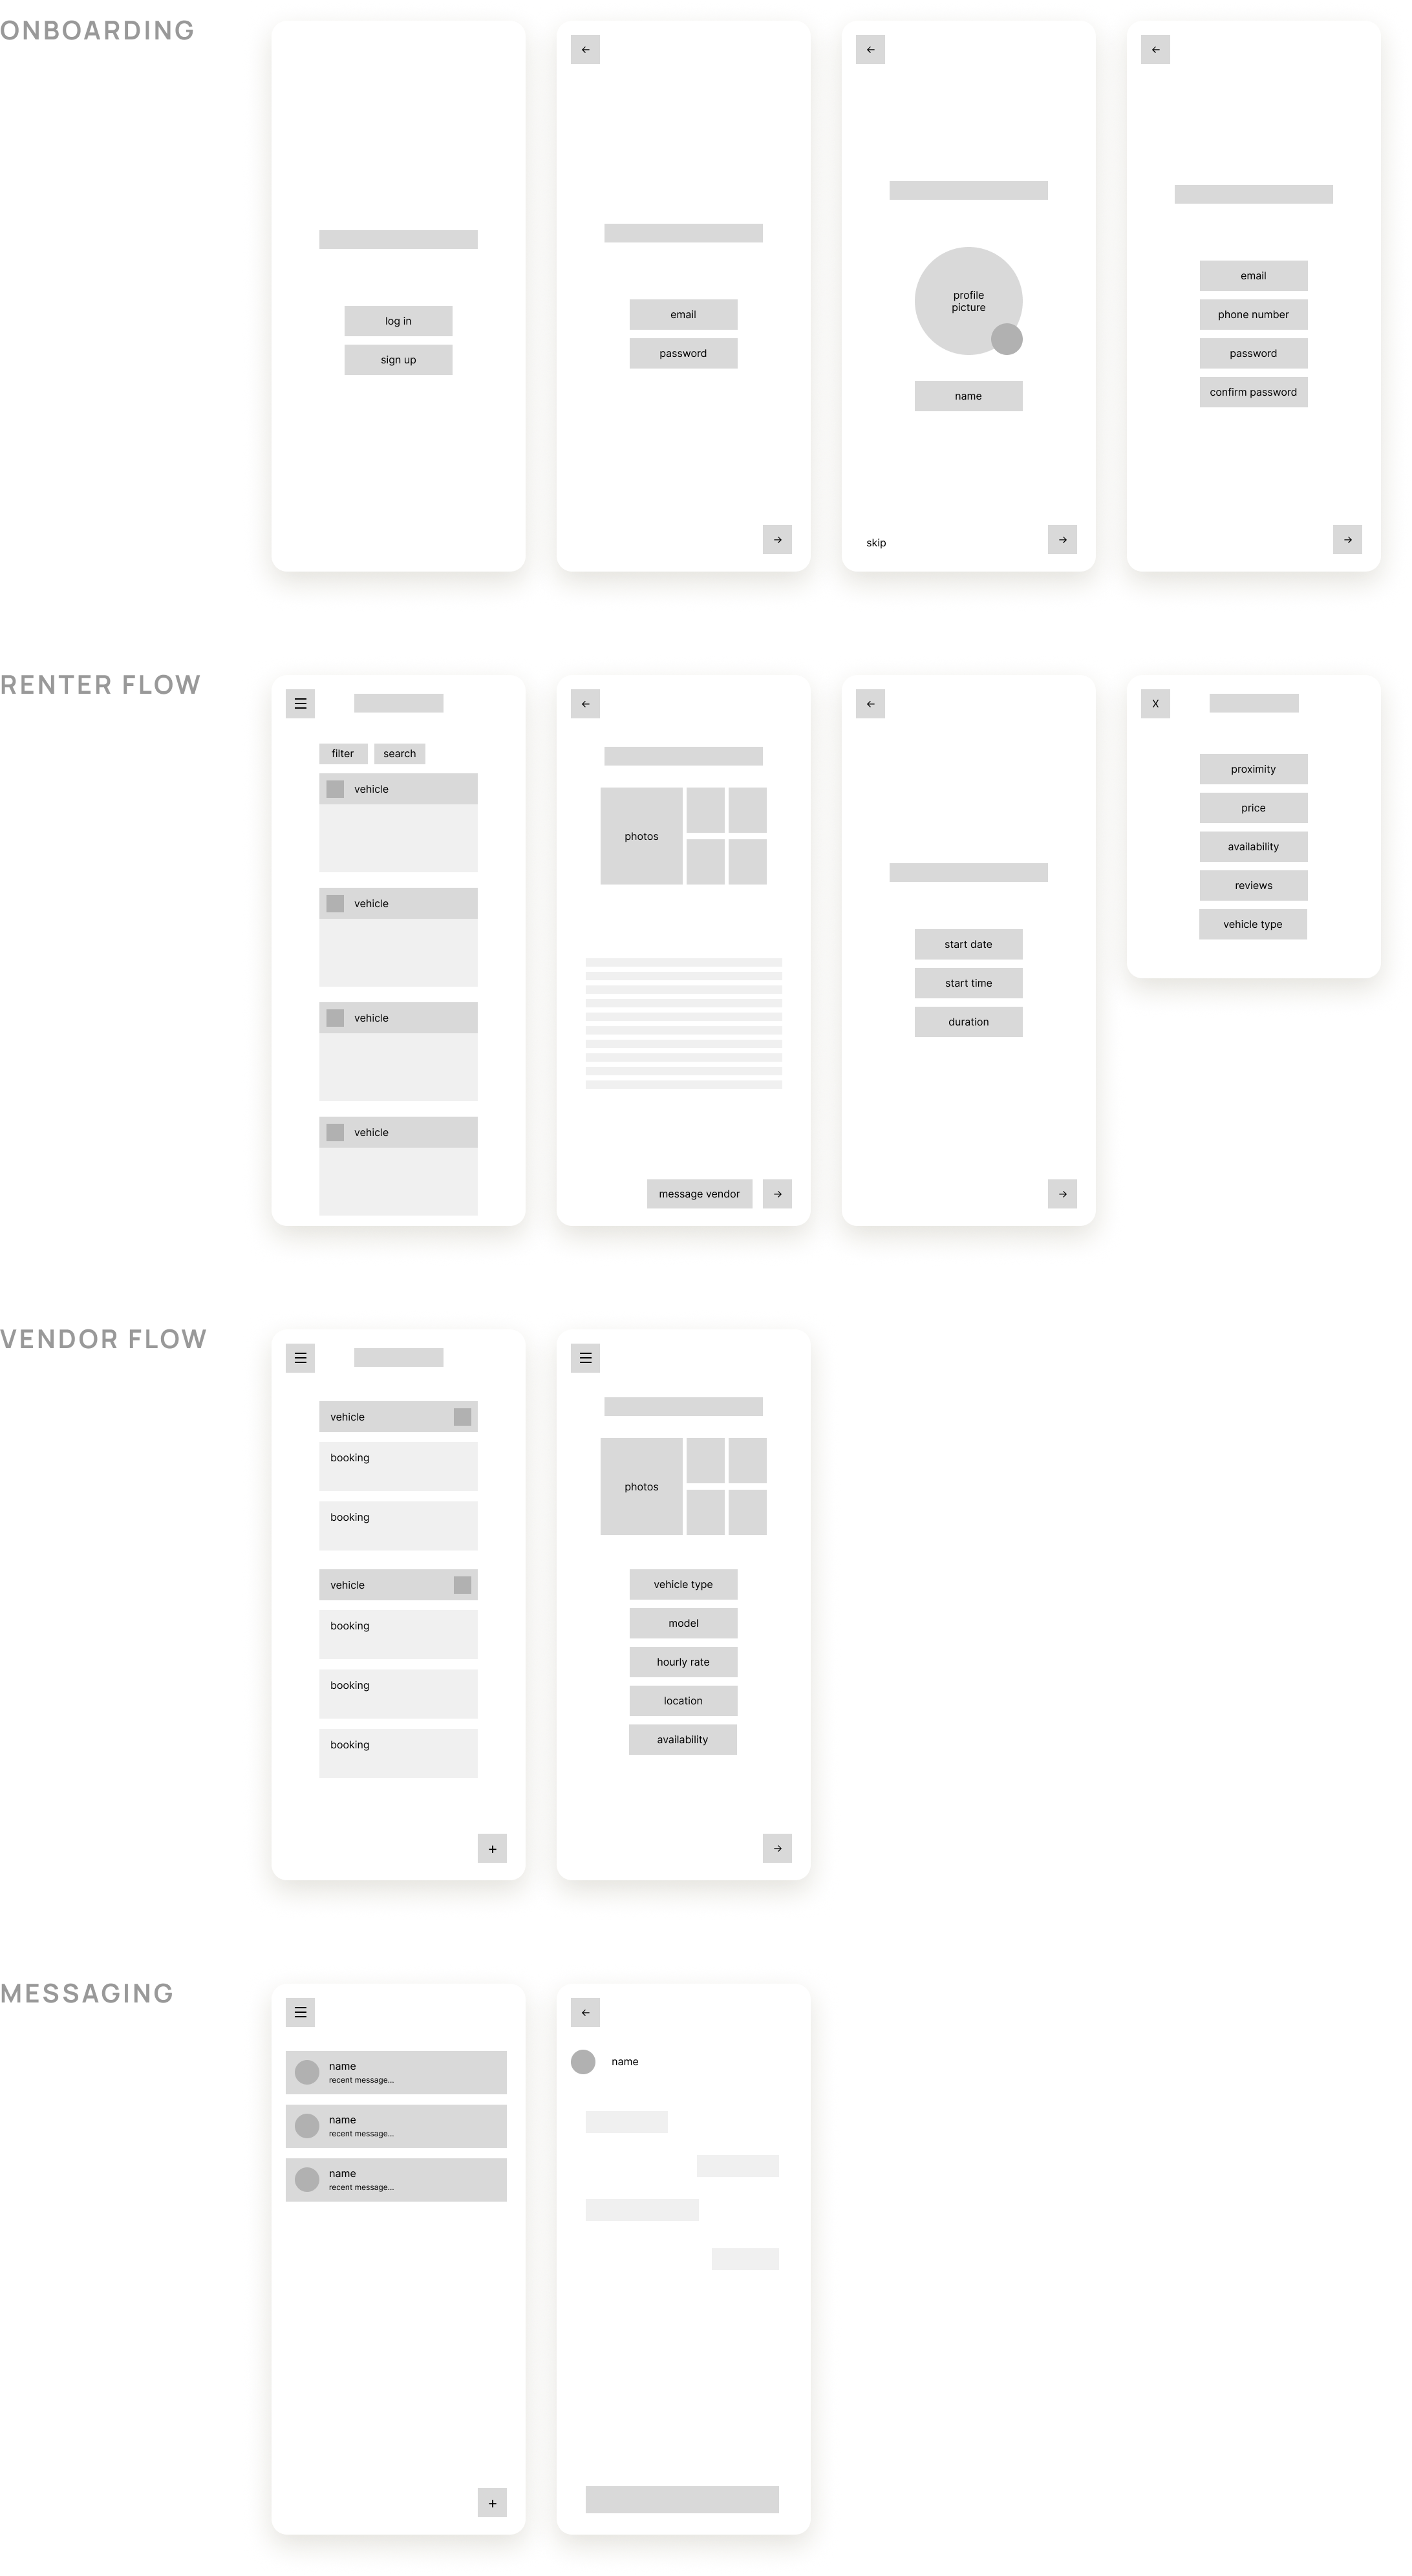 ONBOARDING
←
←
←
log in
sign up
email
password
→
profile
picture
name
skip
→
email
phone number
password
confirm password
→
RENTER FLOW
filter
search
vehicle
vehicle
vehicle
vehicle
←
photos
message vendor
→
←
start date
start time
duration
→
X
proximity
price
availability
reviews
vehicle type
VENDOR FLOW
vehicle
booking
booking
vehicle
booking
booking
booking
+
photos
vehicle type
model
hourly rate
location
availability
→
MESSAGING
name
recent message...
name
recent message...
name
recent message...
+
←
name